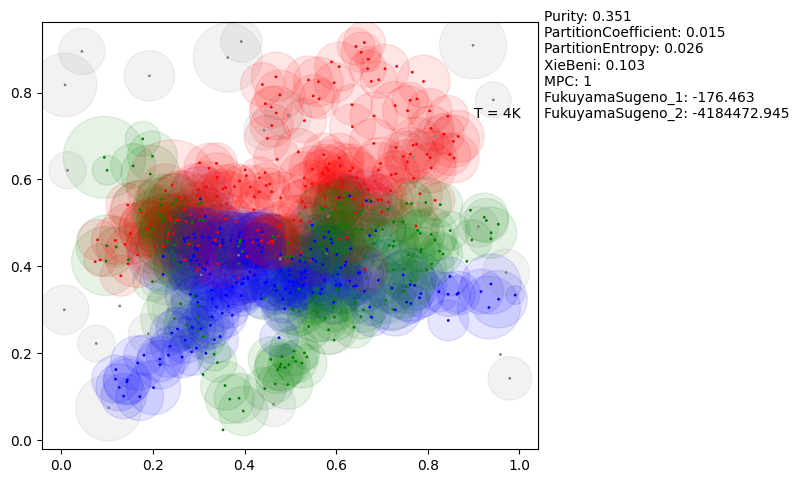 Purity: 0.351
PartitionCoefficient: 0.015
PartitionEntropy: 0.026
XieBeni: 0.103
MPC: 1
FukuyamaSugeno_1: -176.463
FukuyamaSugeno_2: -4184472.945
T = 4K
0.8
0.6
0.4
0.2
0.0
0.0 0.2 0.4 0.6 0.8 1.0